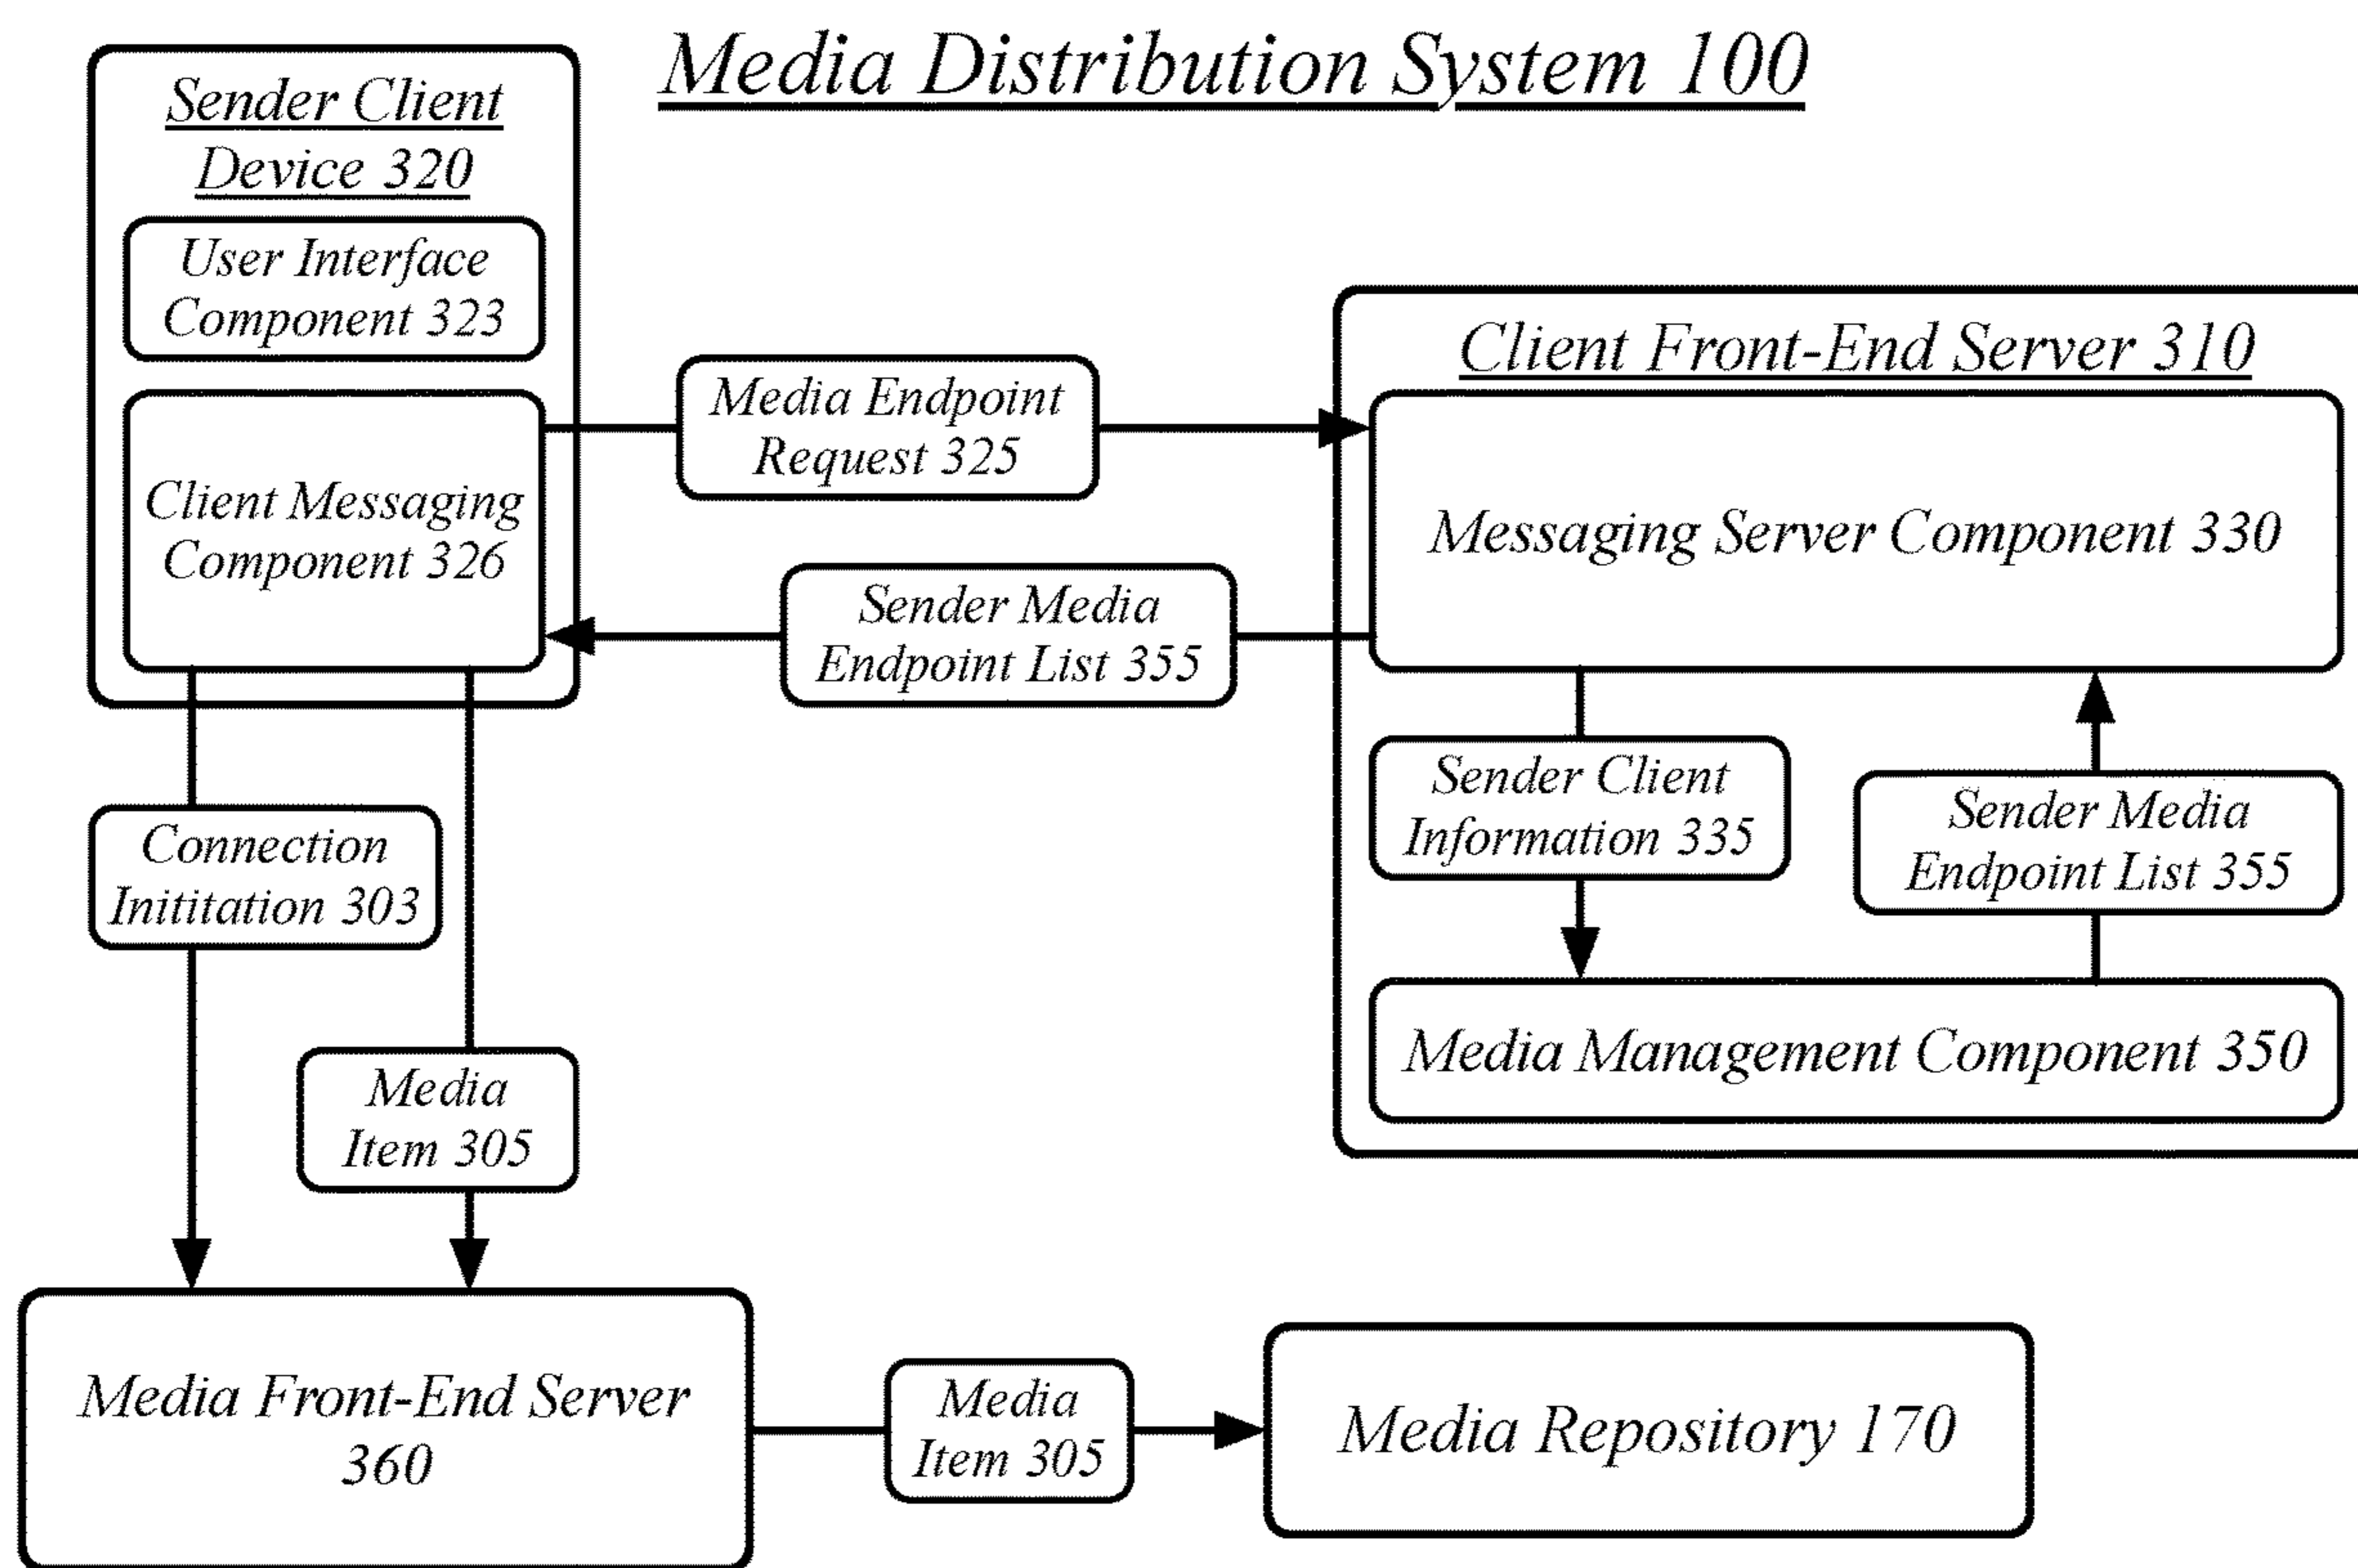 Media Distribution System 100
Sender Client
Device 320
User Interface
Component 323
Client Messaging
Component 326
Media Endpoint
Request 325
Sender Media
Endpoint List 355
Client Front-End Server 310
Messaging Server Component 330
Sender Client
Information 335
Sender Media
Endpoint List 355
Media Management Component 350
Connection
Inititation 303
Media
Item 305
Media Front-End Server
360
Media
Item 305
Media Repository 170